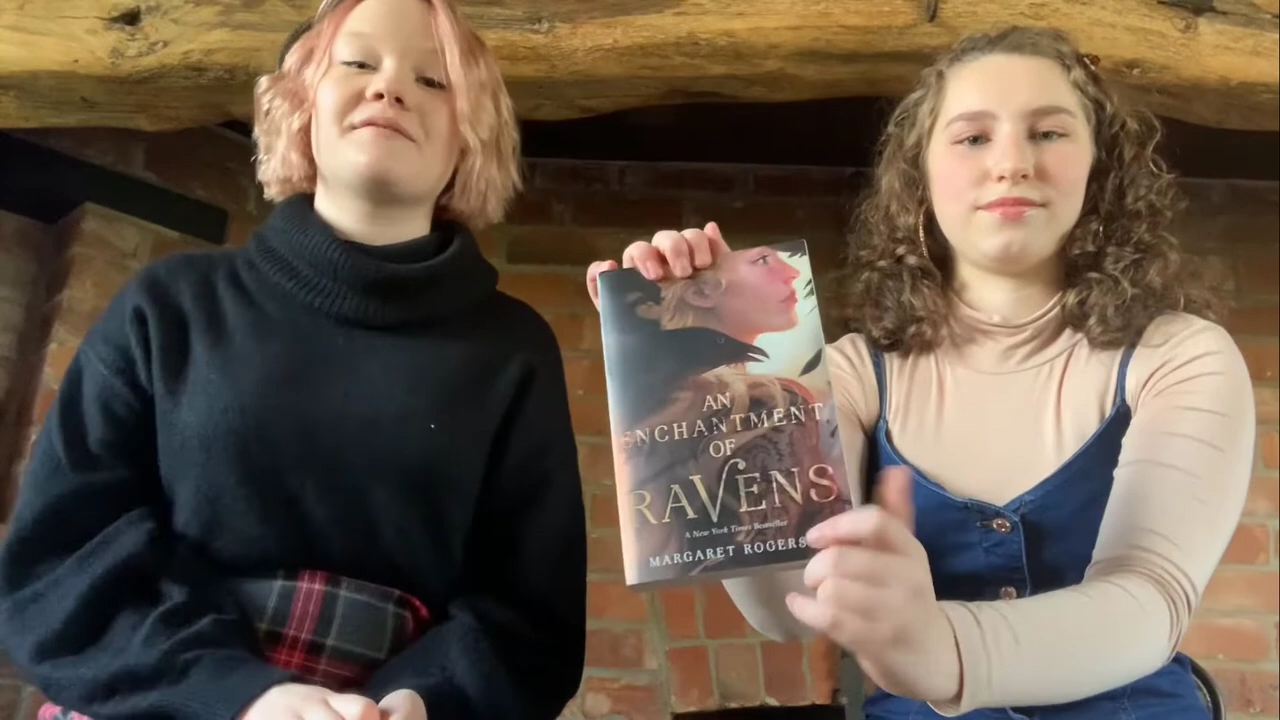 AN
ENCHANTMENT
OF
RAVENS
A New York Times Bestseller
MARGARET ROGERS